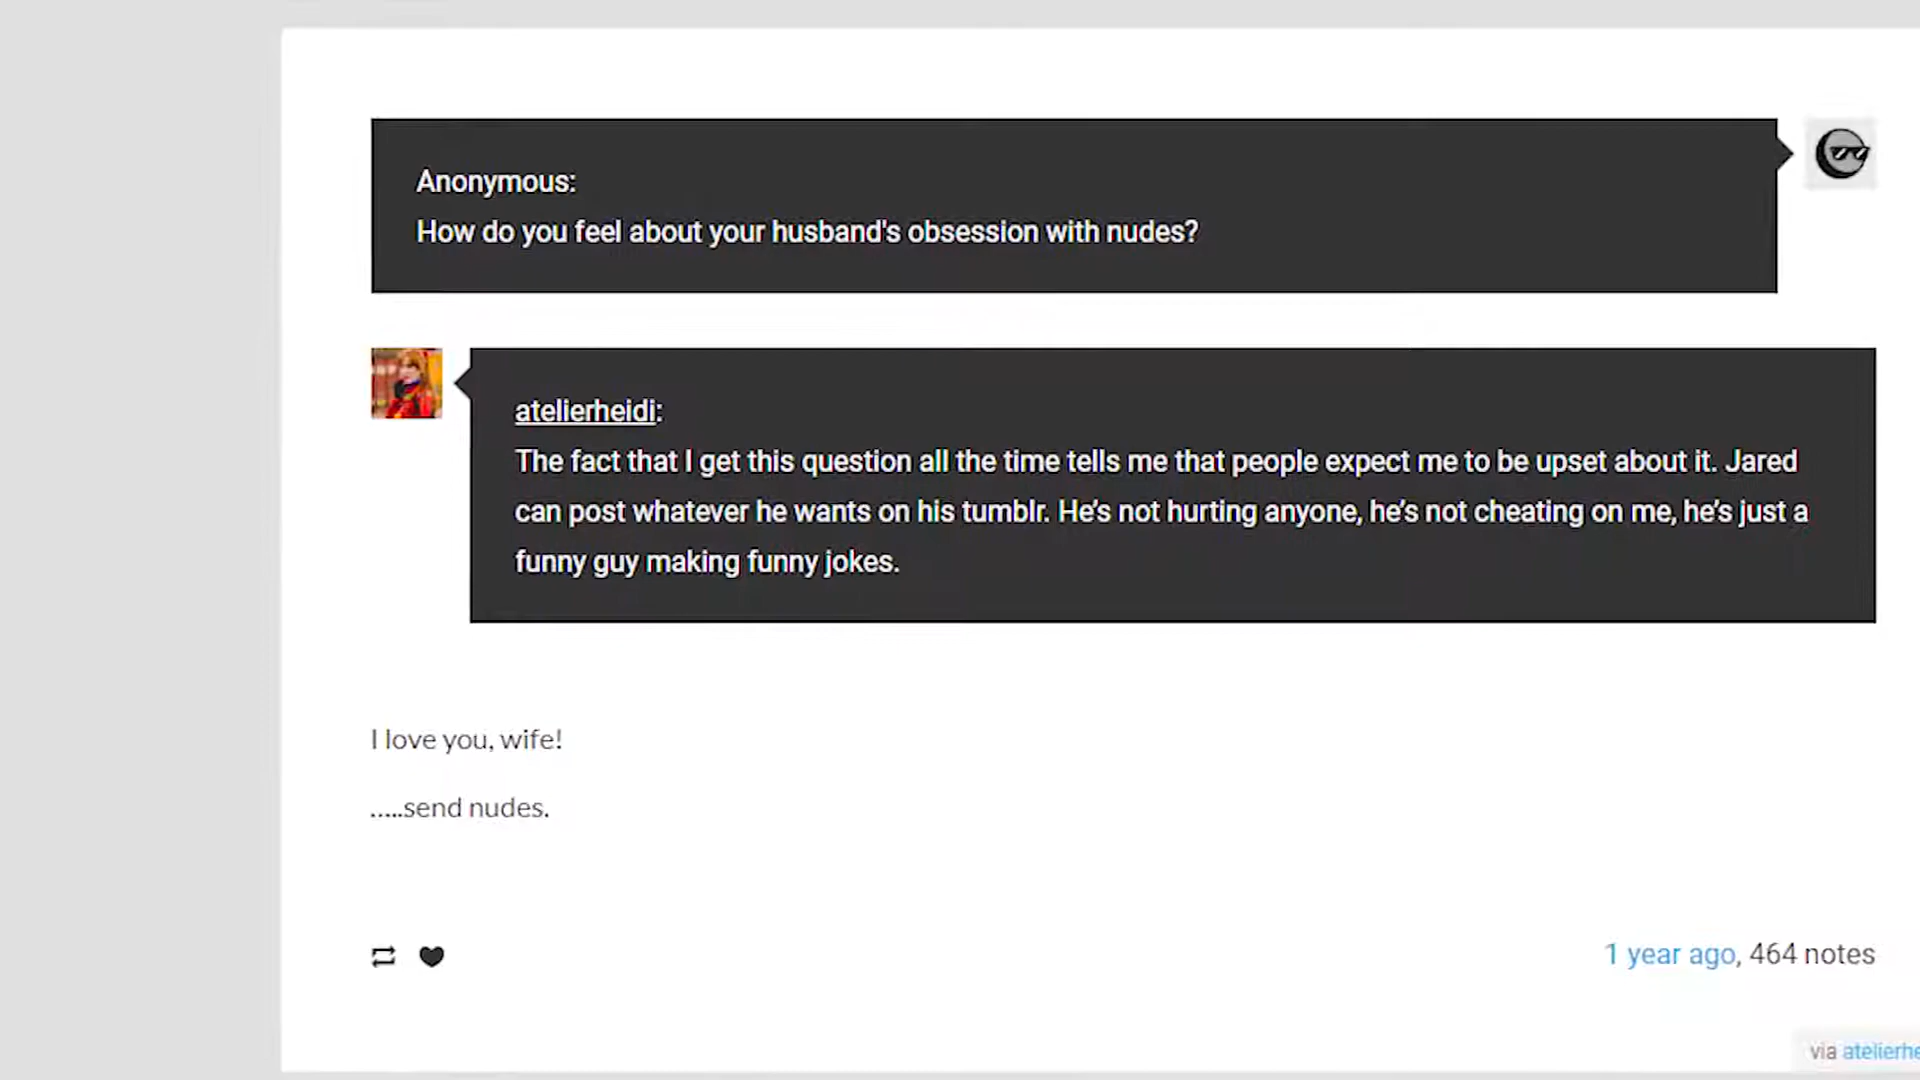 Anonymous:
How do you feel about your husband's obsession with nudes?
atelierheidi:
The fact that I get this question all the time tells me that people expect me to be upset about it. Jared
can post whatever he wants on his tumblr. He’s not hurting anyone, he’s not cheating on me, he’s just a
funny guy making funny jokes.
I love you, wife!
…..send nudes.
1 year ago, 464 notes
via atelierhe